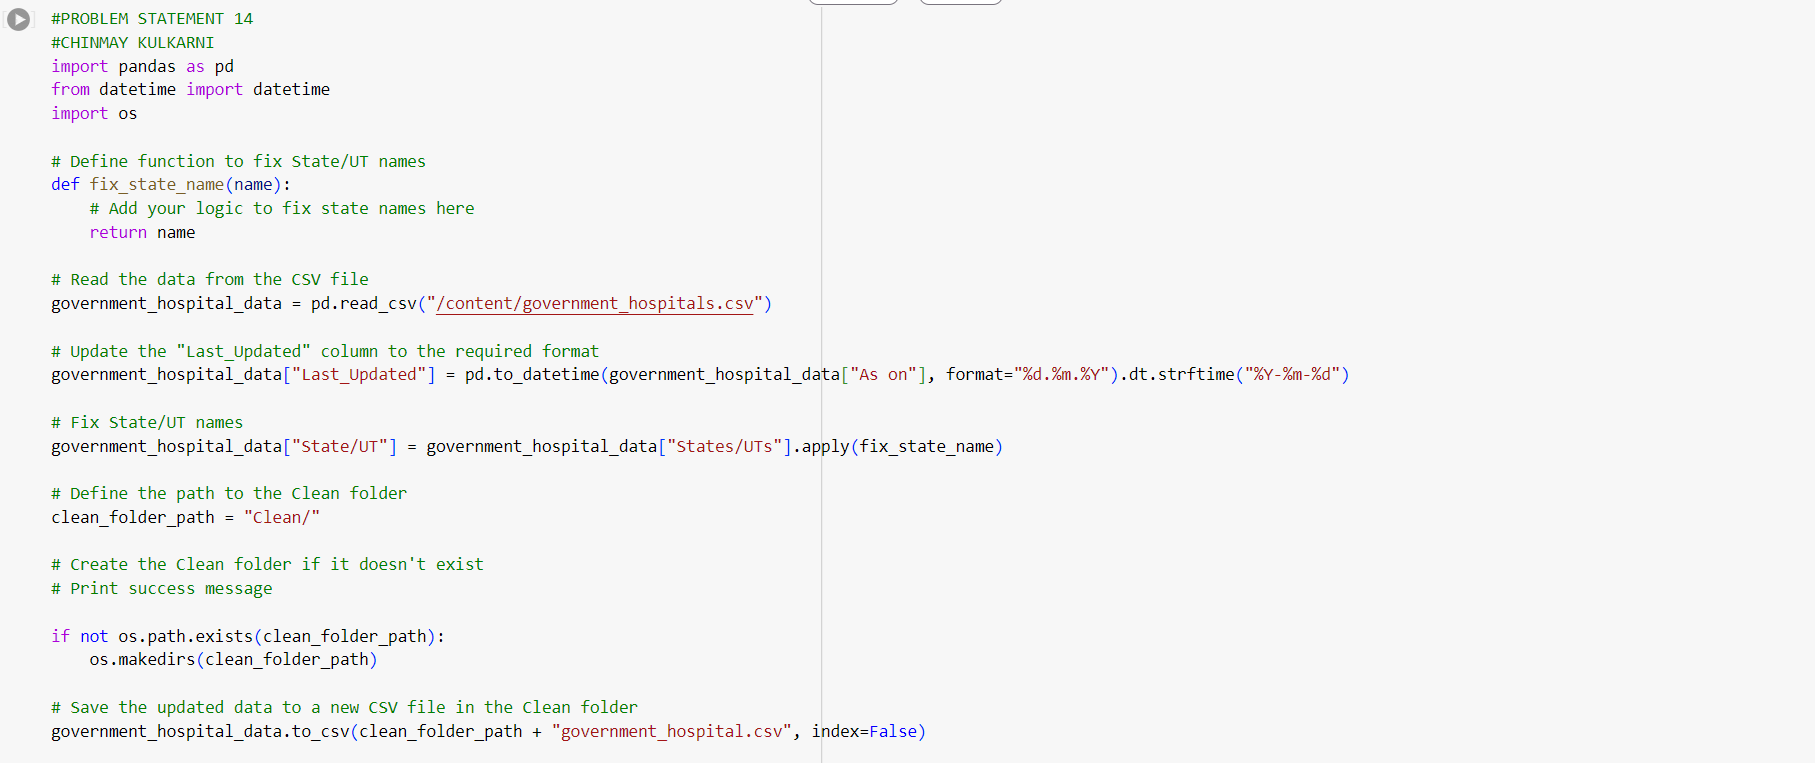 #PROBLEM STATEMENT 14
#CHINMAY KULKARNI
import pandas as pd
from datetime import datetime
import os
# Define function to fix State/UT names
def fix_state_name(name):
    # Add your logic to fix state names here
    return name
# Read the data from the CSV file
government_hospital_data = pd.read_csv("/content/government_hospitals.csv")
# Update the "Last_Updated" column to the required format
government_hospital_data["Last_Updated"] = pd.to_datetime(government_hospital_data["As on"], format="%d.%m.%Y").dt.strftime("%Y-%m-%d")
# Fix State/UT names
government_hospital_data["State/UT"] = government_hospital_data["States/UTs"].apply(fix_state_name)
# Define the path to the Clean folder
clean_folder_path = "Clean/"
# Create the Clean folder if it doesn't exist
# Print success message
if not os.path.exists(clean_folder_path):
    os.makedirs(clean_folder_path)
# Save the updated data to a new CSV file in the Clean folder
government_hospital_data.to_csv(clean_folder_path + "government_hospital.csv", index=False)